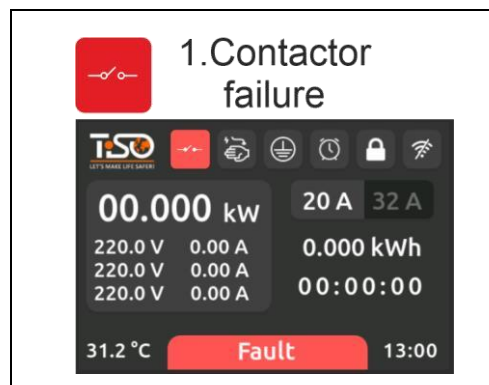 1.Contactor
failure
TiSO
LET'S MAKE LIFE SAFER!
00.000 kW
20 A 32 A
220.0 V 0.00 A
220.0 V 0.00 A
220.0 V 0.00 A
0.000 kWh
00:00:00
31.2 °C Fault 13:00